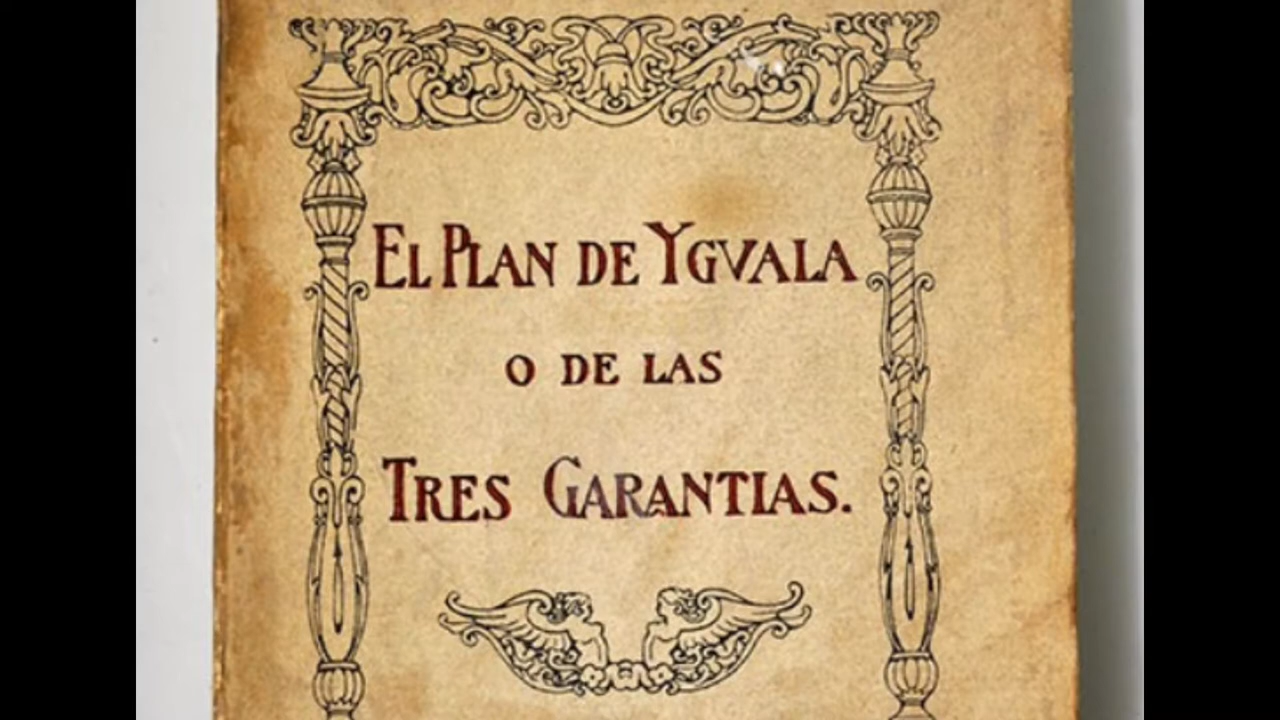 EL PLAN DE YGVALA
O DE LAS
TRES GARANTIAS.